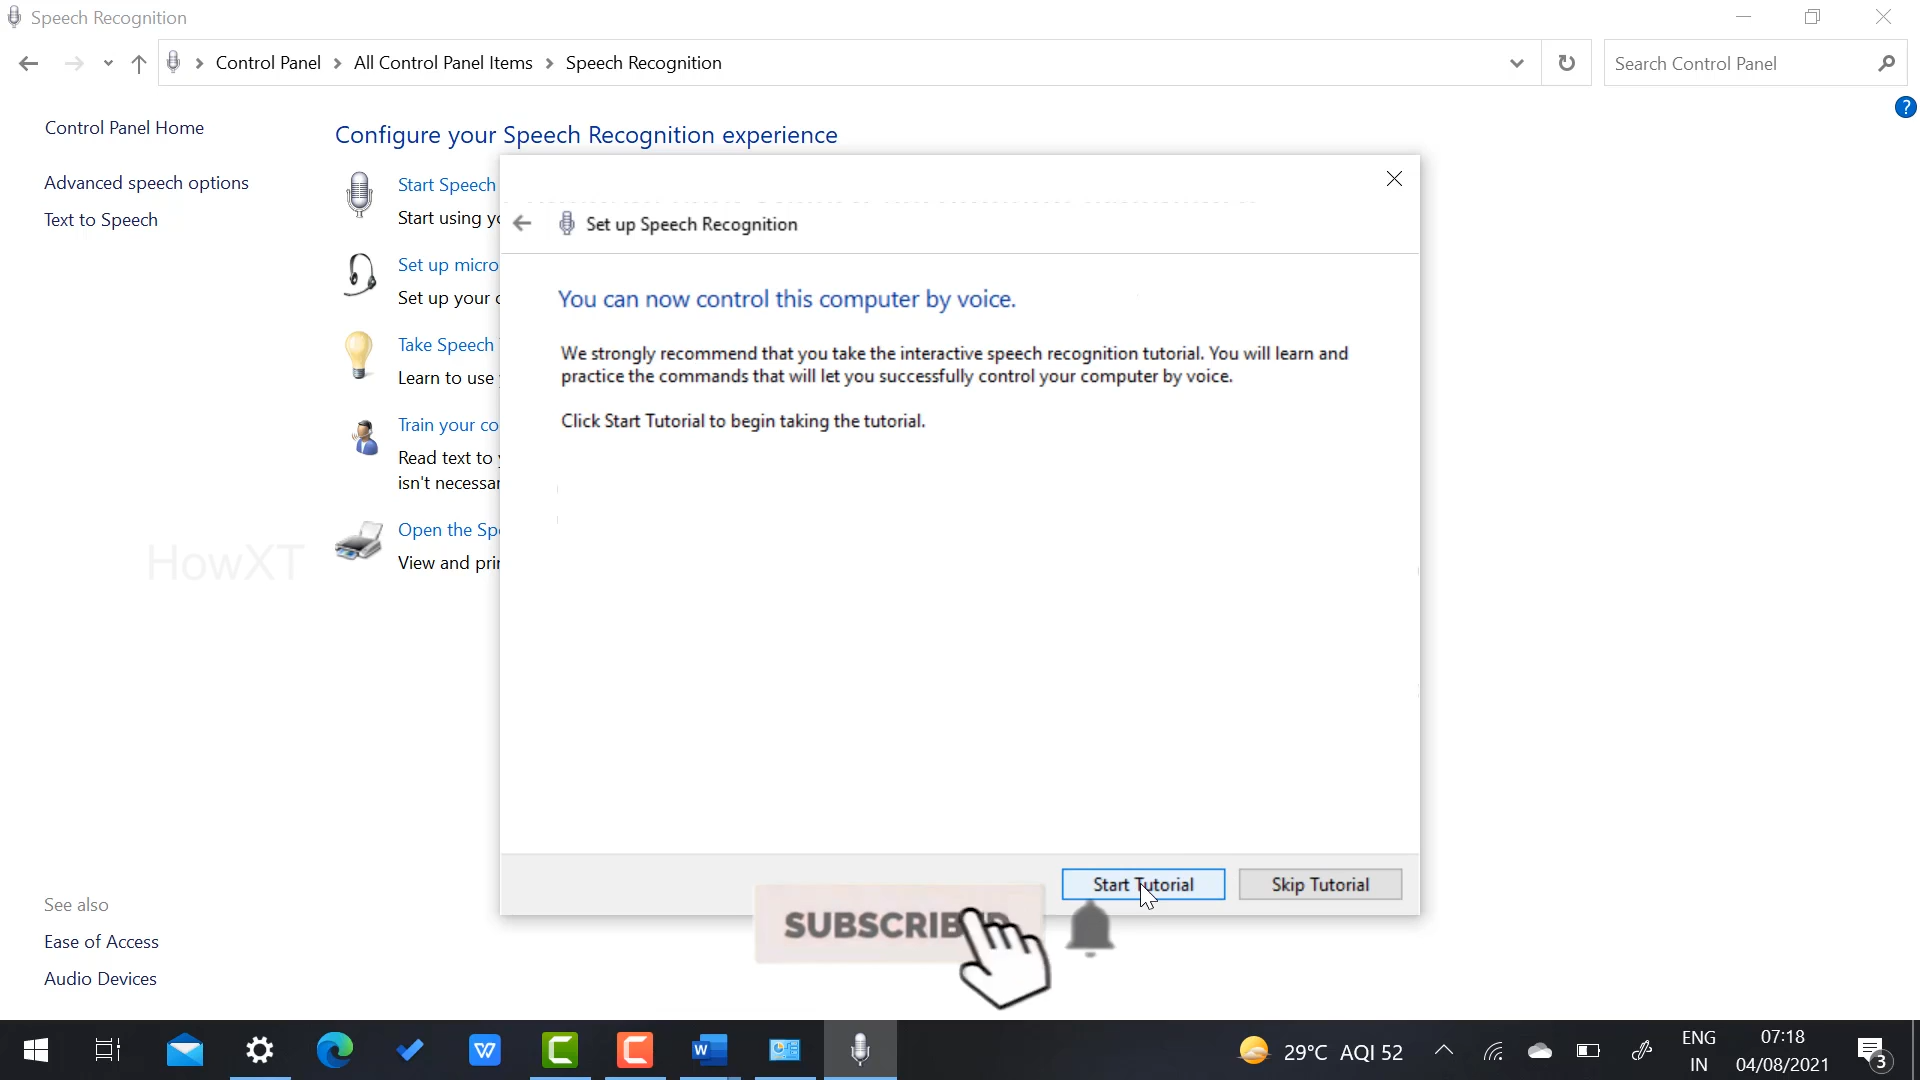 Speech Recognition
Control Panel All Control Panel Items Speech Recognition
Search Control Panel
?
Control Panel Home
Advanced speech options
Text to Speech
Configure your Speech Recognition experience
Start Speech
Start using yo
Set up micro
Set up your c
Take Speech
Learn to use
Train your co
Read text to
isn't necessar
Open the Spe
View and prin
HowXT
Set up Speech Recognition
You can now control this computer by voice.
We strongly recommend that you take the interactive speech recognition tutorial. You will learn and
practice the commands that will let you successfully control your computer by voice.
Click Start Tutorial to begin taking the tutorial.
Start Tutorial Skip Tutorial
SUBSCRIBED
See also
Ease of Access
Audio Devices
29°C AQI 52
ENG
IN
07:18
04/08/2021
3